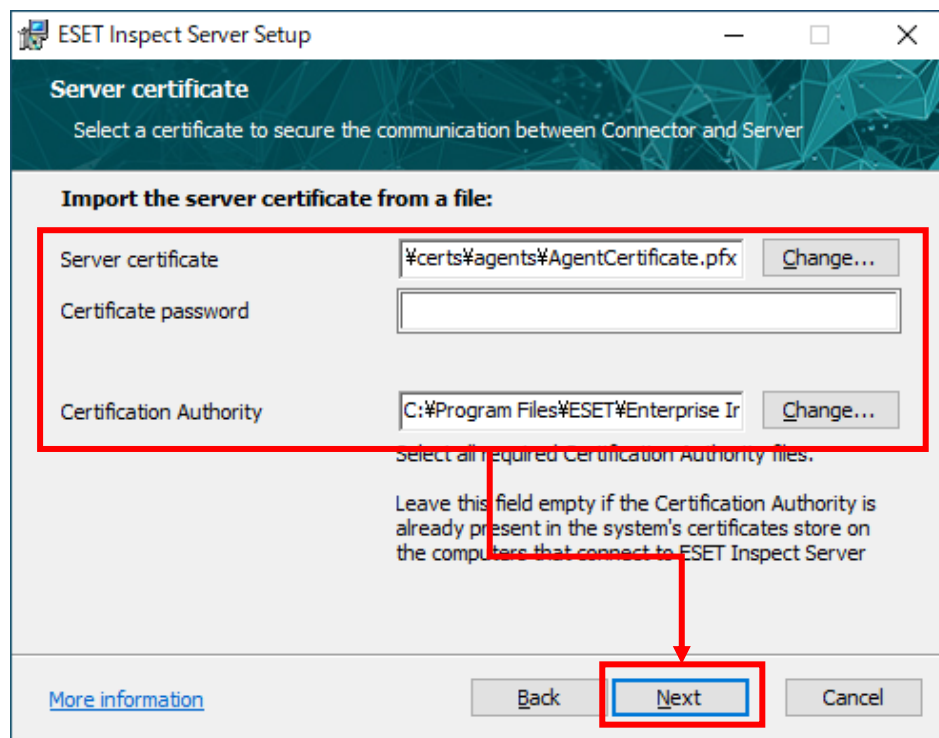 ESET Inspect Server Setup
Server certificate
Select a certificate to secure the communication between Connector and Server
Import the server certificate from a file:
Server certificate ¥certs¥agents¥AgentCertificate.pfx Change...
Certificate password
Certification Authority C:¥Program Files¥ESET¥Enterprise Ir Change...
Select all required Certification Authority files.
Leave this field empty if the Certification Authority is
already present in the system's certificates store on
the computers that connect to ESET Inspect Server
More information Back Next Cancel